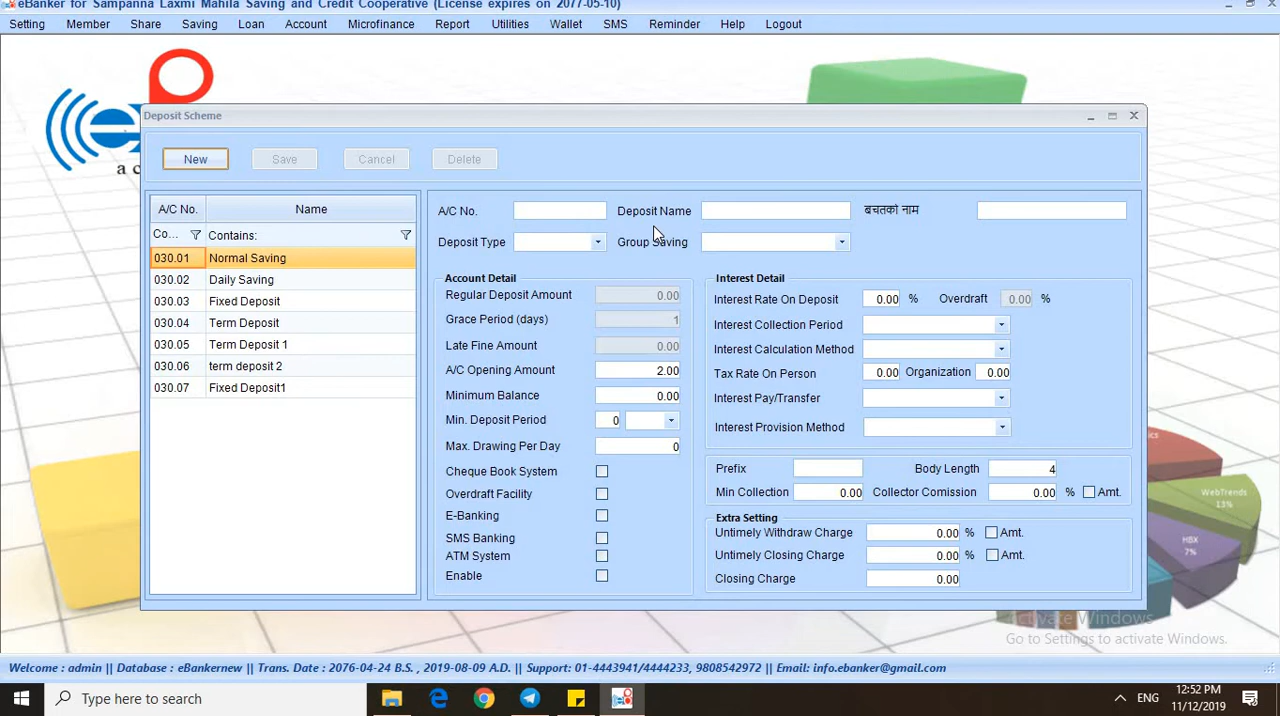 eBanker for Sampanna Laxmi Mahila Saving and Credit Cooperative (License expires on 2077-05-10)
Setting Member Share Saving Loan Account Microfinance Report Utilities Wallet SMS Reminder Help Logout
Deposit Scheme
New Save Cancel Delete
A/C No. Name
Co... Contains:
030.01 Normal Saving
030.02 Daily Saving
030.03 Fixed Deposit
030.04 Term Deposit
030.05 Term Deposit 1
030.06 term deposit 2
030.07 Fixed Deposit1
A/C No. Deposit Name बचतको नाम
Deposit Type Group Saving
Account Detail
Regular Deposit Amount 0.00
Grace Period (days) 1
Late Fine Amount 0.00
A/C Opening Amount 2.00
Minimum Balance 0.00
Min. Deposit Period 0
Max. Drawing Per Day 0
Cheque Book System
Overdraft Facility
E-Banking
SMS Banking
ATM System
Enable
Interest Detail
Interest Rate On Deposit 0.00 % Overdraft 0.00 %
Interest Collection Period
Interest Calculation Method
Tax Rate On Person 0.00 Organization 0.00
Interest Pay/Transfer
Interest Provision Method
Prefix Body Length 4
Min Collection 0.00 Collector Comission 0.00 % Amt.
Extra Setting
Untimely Withdraw Charge 0.00 % Amt.
Untimely Closing Charge 0.00 % Amt.
Closing Charge 0.00
WebTrends
13%
HBX
7%
Activate Windows
Go to Settings to activate Windows.
Welcome : admin || Database : eBankernew || Trans. Date : 2076-04-24 B.S. , 2019-08-09 A.D. || Support: 01-4443941/4444233, 9808542972 || Email: info.ebanker@gmail.com
Type here to search
ENG
12:52 PM
11/12/2019